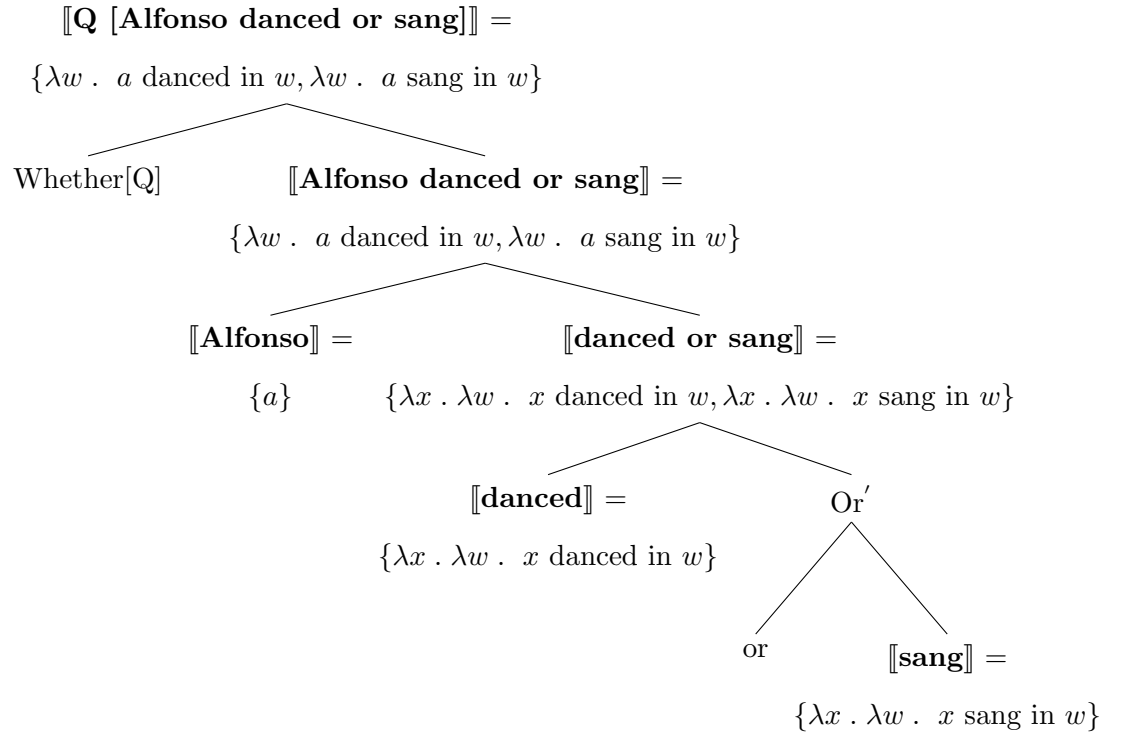 ⟦Q [Alfonso danced or sang]⟧ =
{λw . a danced in w, λw . a sang in w}
Whether[Q]
⟦Alfonso danced or sang⟧ =
{λw . a danced in w, λw . a sang in w}
⟦Alfonso⟧ =
{a}
⟦danced or sang⟧ =
{λx . λw . x danced in w, λx . λw . x sang in w}
⟦danced⟧ =
{λx . λw . x danced in w}
Or′
or
⟦sang⟧ =
{λx . λw . x sang in w}